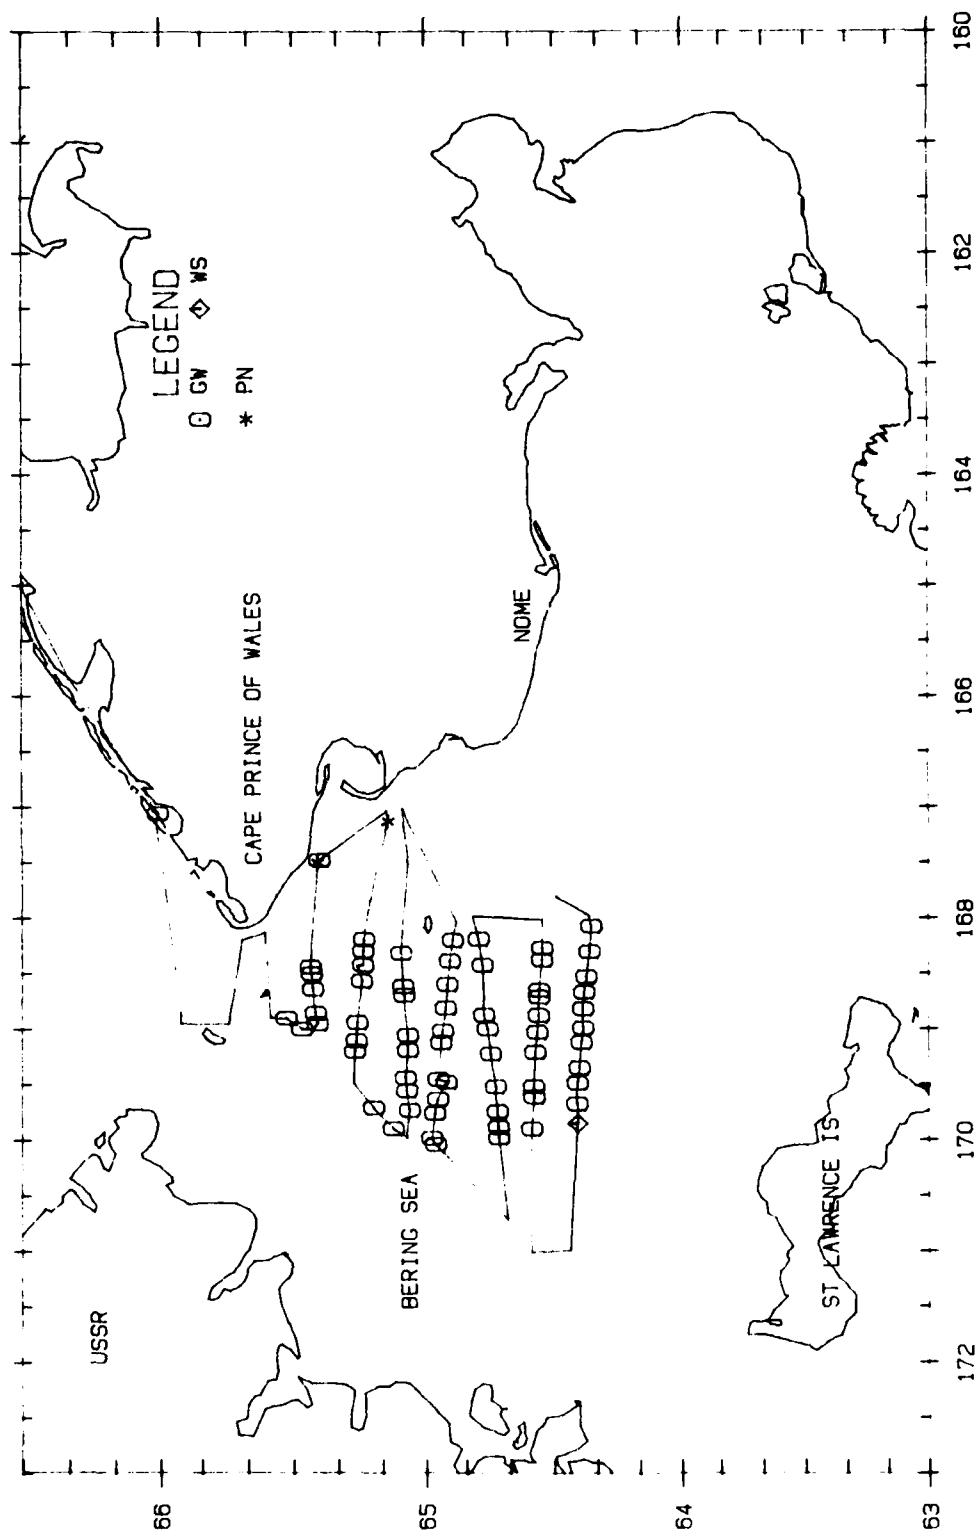 USSR
LEGEND
GW WS
* PN
CAPE PRINCE OF WALES
NOME
BERING SEA
ST LAWRENCE IS
66
65
64
63
172
170
168
166
164
162
160